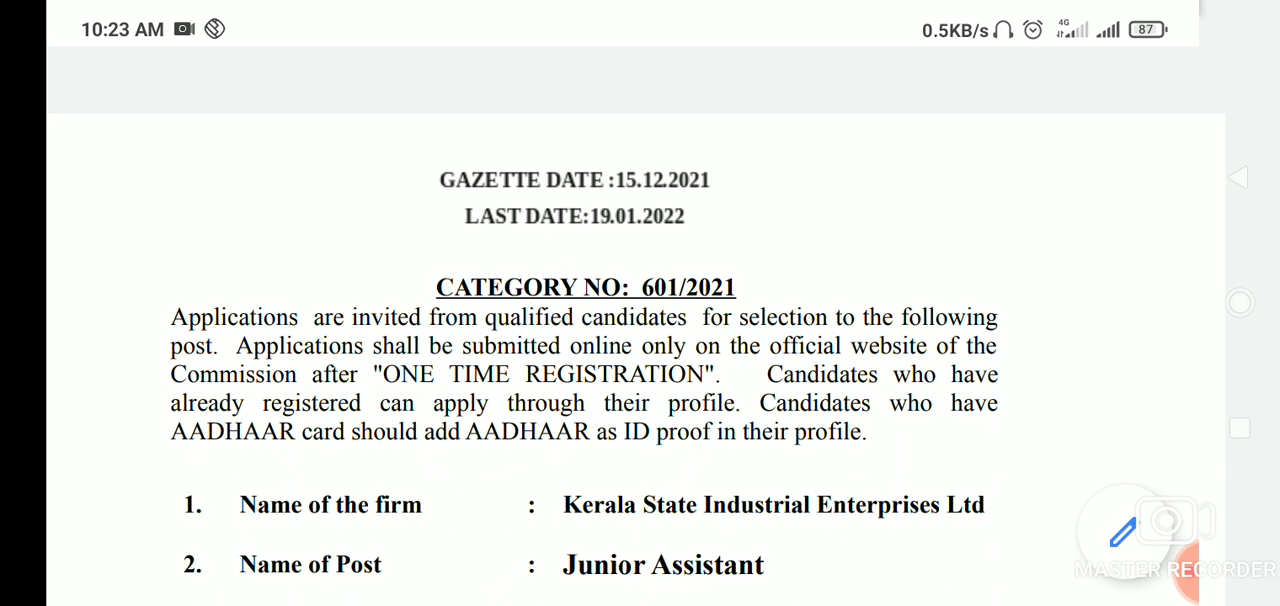 10:23 AM
0.5KB/s 4G 87
GAZETTE DATE :15.12.2021
LAST DATE:19.01.2022
CATEGORY NO: 601/2021
Applications are invited from qualified candidates for selection to the following
post. Applications shall be submitted online only on the official website of the
Commission after "ONE TIME REGISTRATION". Candidates who have
already registered can apply through their profile. Candidates who have
AADHAAR card should add AADHAAR as ID proof in their profile.
1. Name of the firm : Kerala State Industrial Enterprises Ltd
2. Name of Post : Junior Assistant
MASTER RECORDER